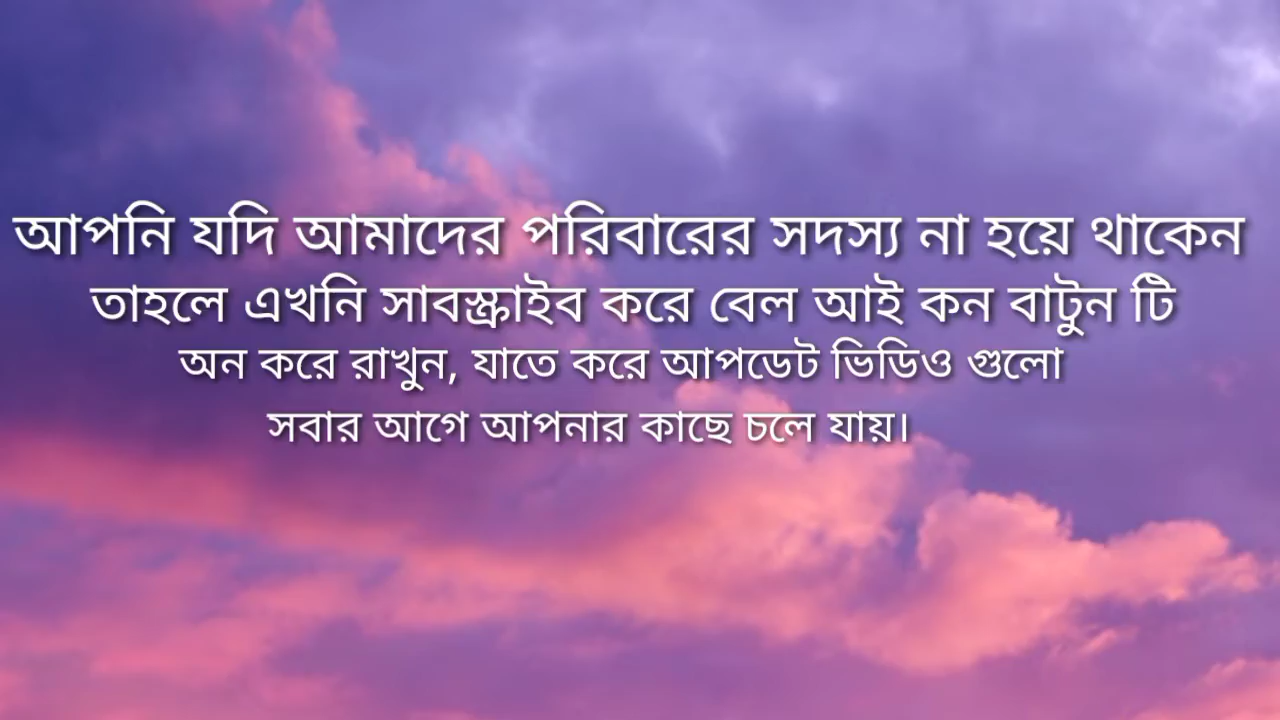 আপনি যদি আমাদের পরিবারের সদস্য না হয়ে থাকেন
তাহলে এখনি সাবস্ক্রাইব করে বেল আই কন বাটুন টি
অন করে রাখুন, যাতে করে আপডেট ভিডিও গুলো
সবার আগে আপনার কাছে চলে যায়।